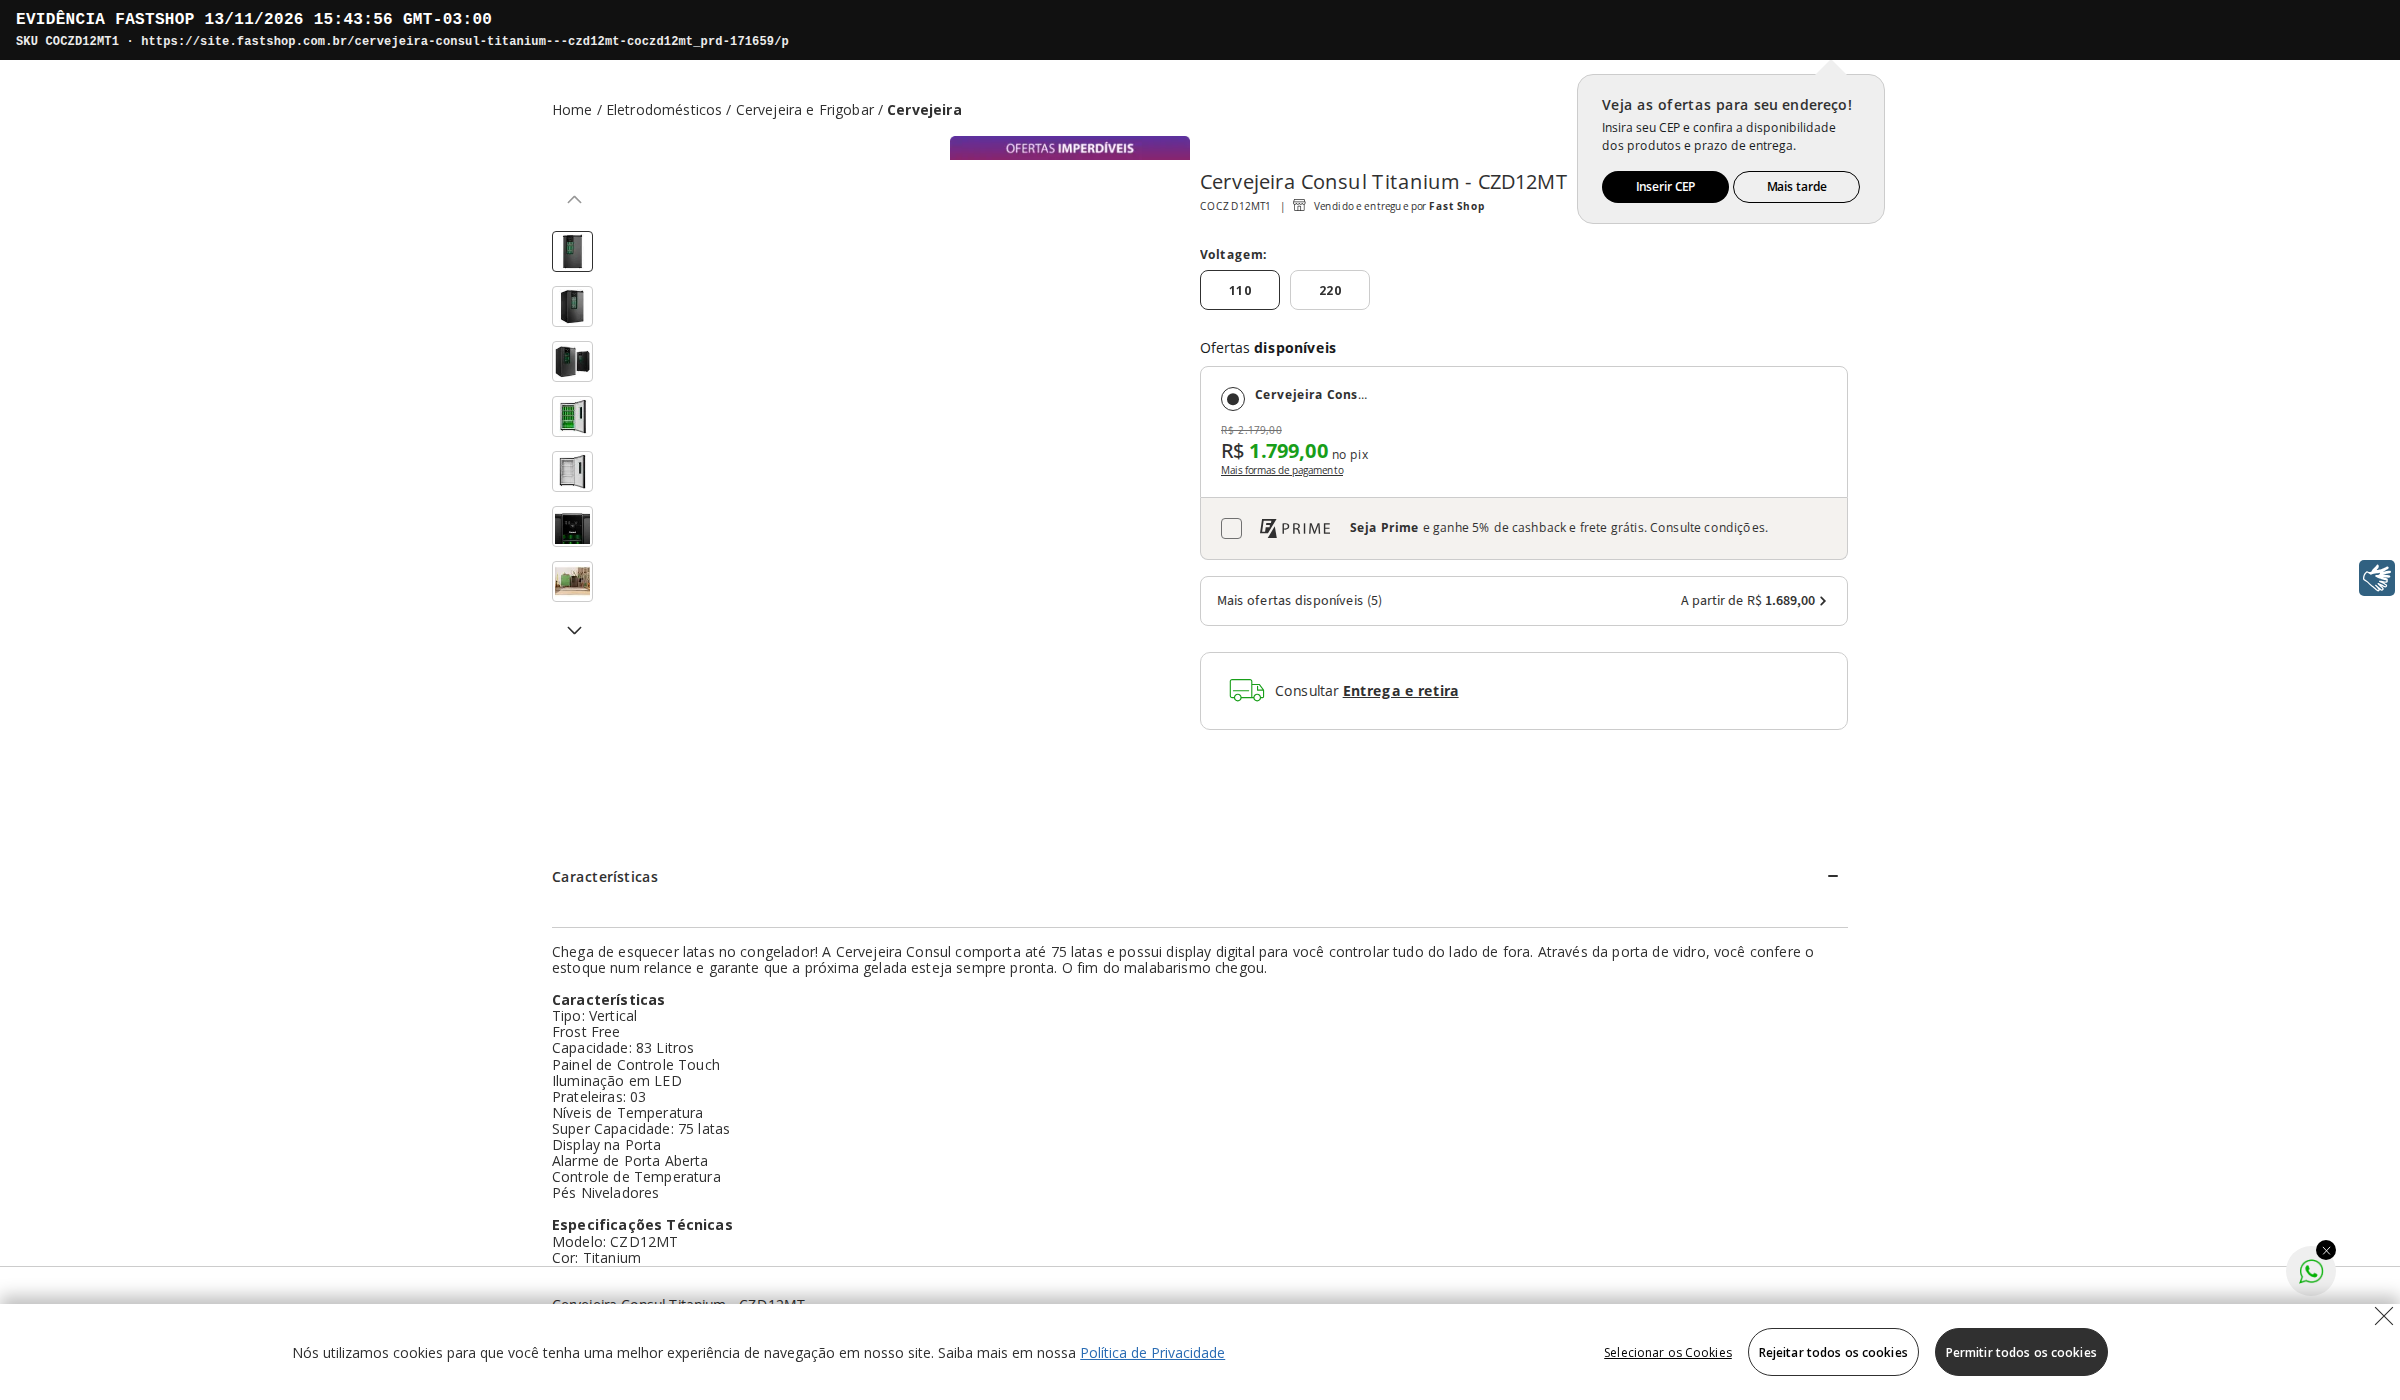 EVIDÊNCIA FASTSHOP 13/11/2026 15:43:56 GMT-03:00
SKU COCZD12MT1 · https://site.fastshop.com.br/cervejeira-consul-titanium---czd12mt-coczd12mt_prd-171659/p
Veja as ofertas para seu endereço!
Insira seu CEP e confira a disponibilidade
dos produtos e prazo de entrega.
Inserir CEP
Mais tarde
Home / Eletrodomésticos / Cervejeira e Frigobar / Cervejeira
OFERTAS IMPERDÍVEIS
Cervejeira Consul Titanium - CZD12MT
COCZD12MT1 | Vendido e entregue por Fast Shop
Voltagem:
110
220
Ofertas disponíveis
Cervejeira Cons...
R$ 2.179,00
R$ 1.799,00 no pix
Mais formas de pagamento
PRIME Seja Prime e ganhe 5% de cashback e frete grátis. Consulte condições.
Mais ofertas disponíveis (5)
A partir de R$ 1.689,00
Consultar Entrega e retira
Características
Chega de esquecer latas no congelador! A Cervejeira Consul comporta até 75 latas e possui display digital para você controlar tudo do lado de fora. Através da porta de vidro, você confere o
estoque num relance e garante que a próxima gelada esteja sempre pronta. O fim do malabarismo chegou.
Características
Tipo: Vertical
Frost Free
Capacidade: 83 Litros
Painel de Controle Touch
Iluminação em LED
Prateleiras: 03
Níveis de Temperatura
Super Capacidade: 75 latas
Display na Porta
Alarme de Porta Aberta
Controle de Temperatura
Pés Niveladores
Especificações Técnicas
Modelo: CZD12MT
Cor: Titanium
Cervejeira Consul Titanium - CZD12MT
Nós utilizamos cookies para que você tenha uma melhor experiência de navegação em nosso site. Saiba mais em nossa Política de Privacidade
Selecionar os Cookies
Rejeitar todos os cookies
Permitir todos os cookies